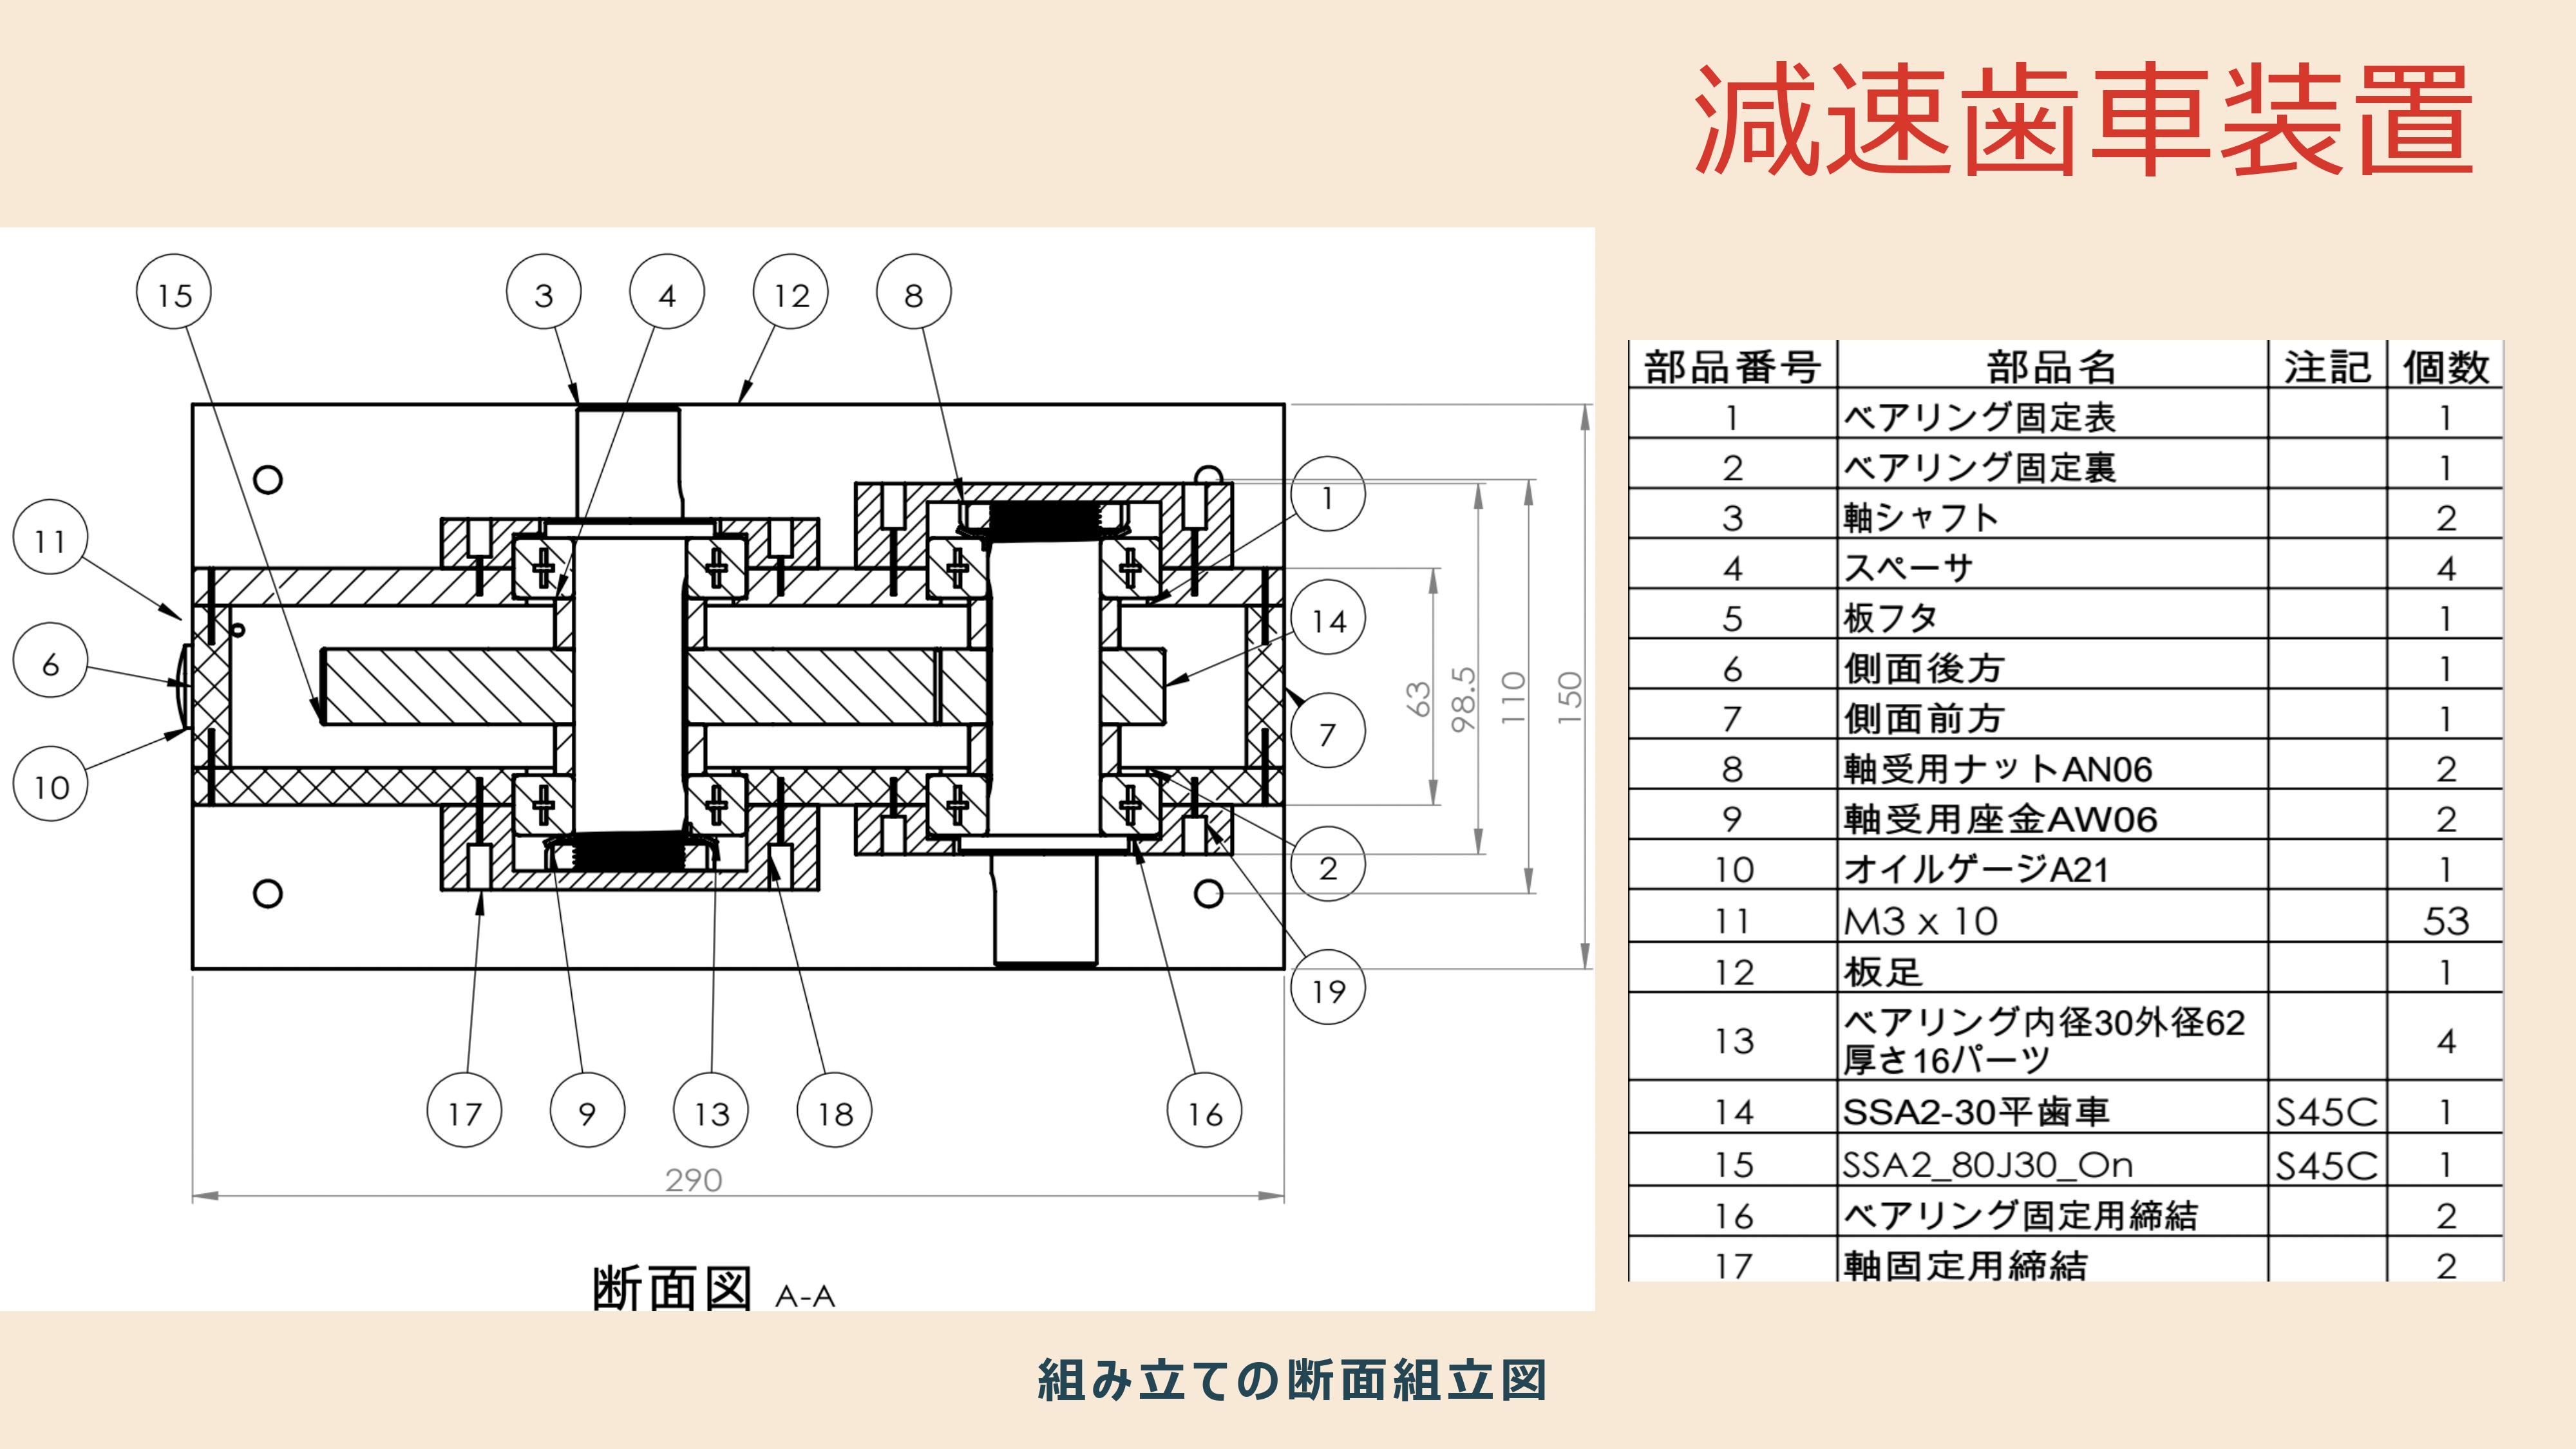 減速歯車装置
15
3
4
12
8
11
6
10
1
14
7
2
19
63
98.5
110
150
17
9
13
18
16
290
断面図 A-A
部品番号 部品名 注記 個数
1 ベアリング固定表 1
2 ベアリング固定裏 1
3 軸シャフト 2
4 スペーサ 4
5 板フタ 1
6 側面後方 1
7 側面前方 1
8 軸受用ナットAN06 2
9 軸受用座金AW06 2
10 オイルゲージA21 1
11 M3 x 10 53
12 板足 1
13 ベアリング内径30外径62
厚さ16パーツ 4
14 SSA2-30平歯車 S45C 1
15 SSA2_80J30_On S45C 1
16 ベアリング固定用締結 2
17 軸固定用締結 2
組み立ての断面組立図